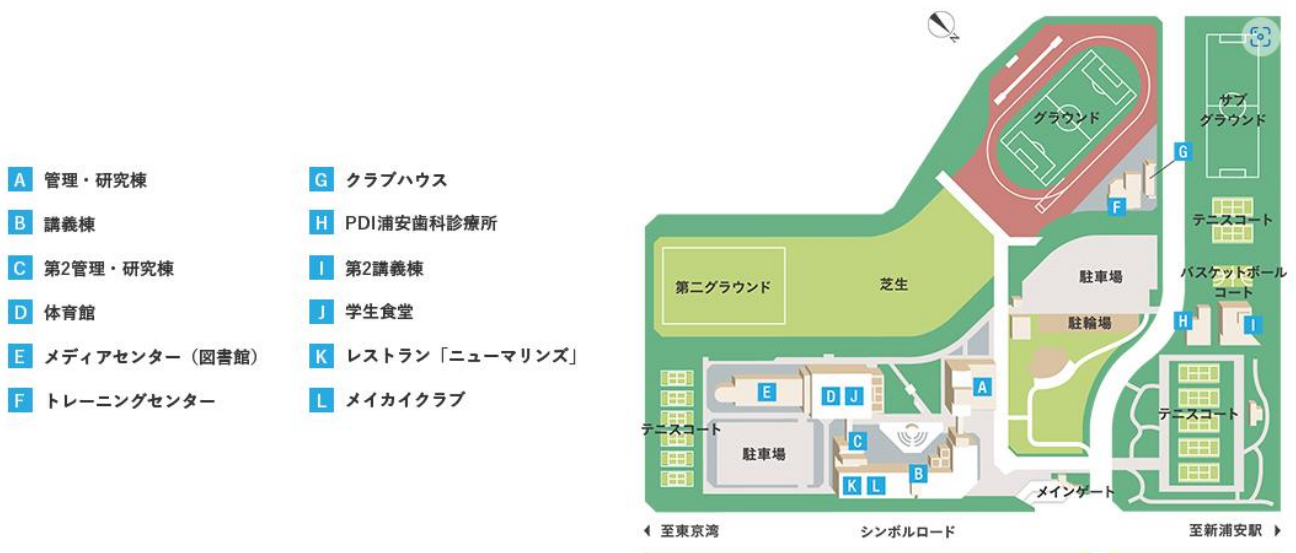 A 管理・研究棟
B 講義棟
C 第2管理・研究棟
D 体育館
E メディアセンター（図書館）
F トレーニングセンター
G クラブハウス
H PDI浦安歯科診療所
I 第2講義棟
J 学生食堂
K レストラン「ニューマリンズ」
L メイカイクラブ
N
グラウンド
サブ
グラウンド
G
F
テニスコート
第二グラウンド
芝生
駐車場
バスケットボール
コート
駐輪場
H
I
E
D
J
A
テニスコート
テニスコート
C
駐車場
B
K
L
メインゲート
至東京湾
シンボルロード
至新浦安駅